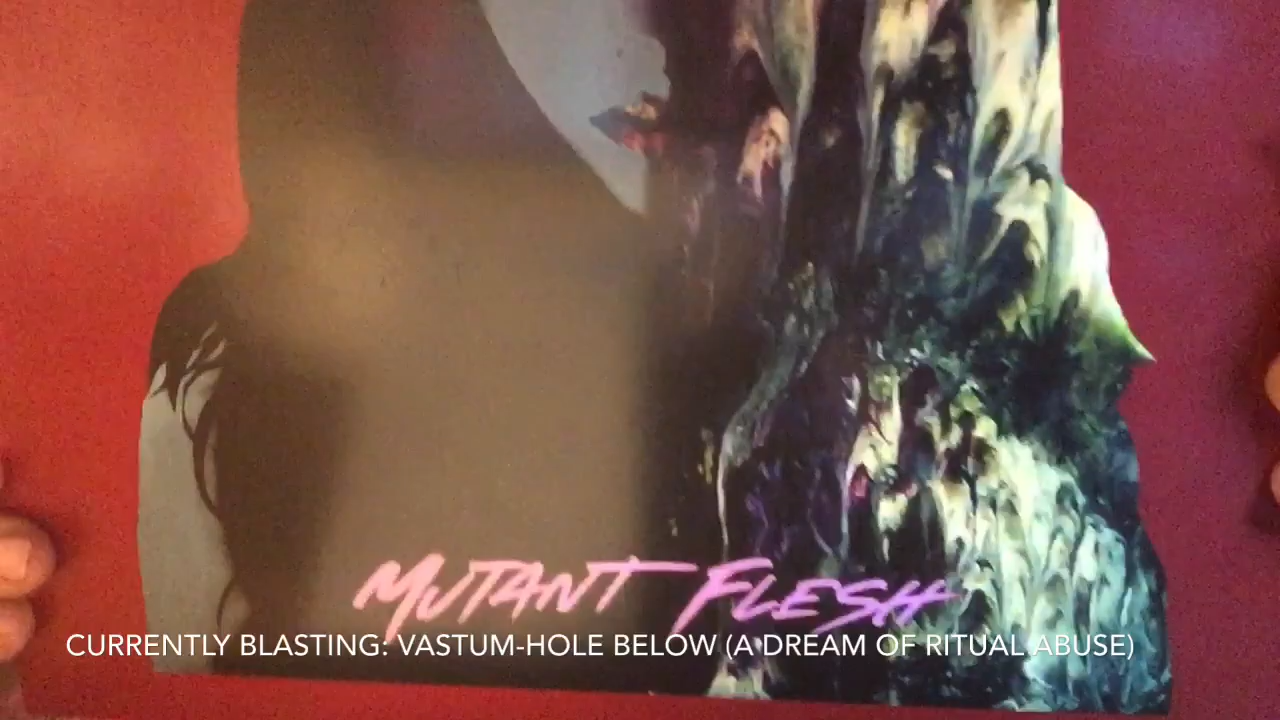 MUTANT FLESH
CURRENTLY BLASTING: VASTUM-HOLE BELOW (A DREAM OF RITUAL ABUSE)